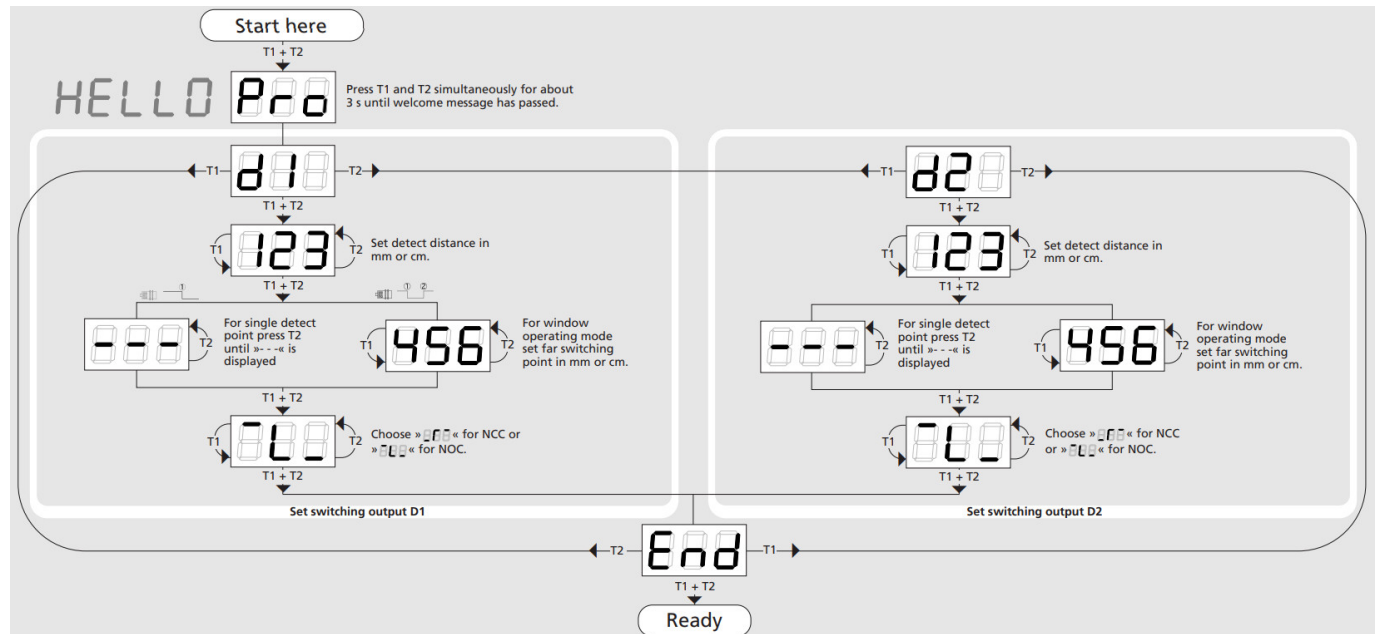 Start here
T1 + T2
HELLO
Pro
Press T1 and T2 simultaneously for about
3 s until welcome message has passed.
T1
d1
T2
T1 + T2
T1
123
T2
Set detect distance in
mm or cm.
T1 + T2
①
① ②
---
T2
For single detect
point press T2
until »- - -« is
displayed
T1
456
T2
For window
operating mode
set far switching
point in mm or cm.
T1 + T2
T1
T2
Choose » « for NCC or
» « for NOC.
T1 + T2
Set switching output D1
T1
d2
T2
T1 + T2
T1
123
T2
Set detect distance in
mm or cm.
T1 + T2
---
T2
For single detect
point press T2
until »- - -« is
displayed
T1
456
T2
For window
operating mode
set far switching
point in mm or cm.
T1 + T2
T1
T2
Choose » « for NCC
or » « for NOC.
T1 + T2
Set switching output D2
T2
End
T1
T1 + T2
Ready